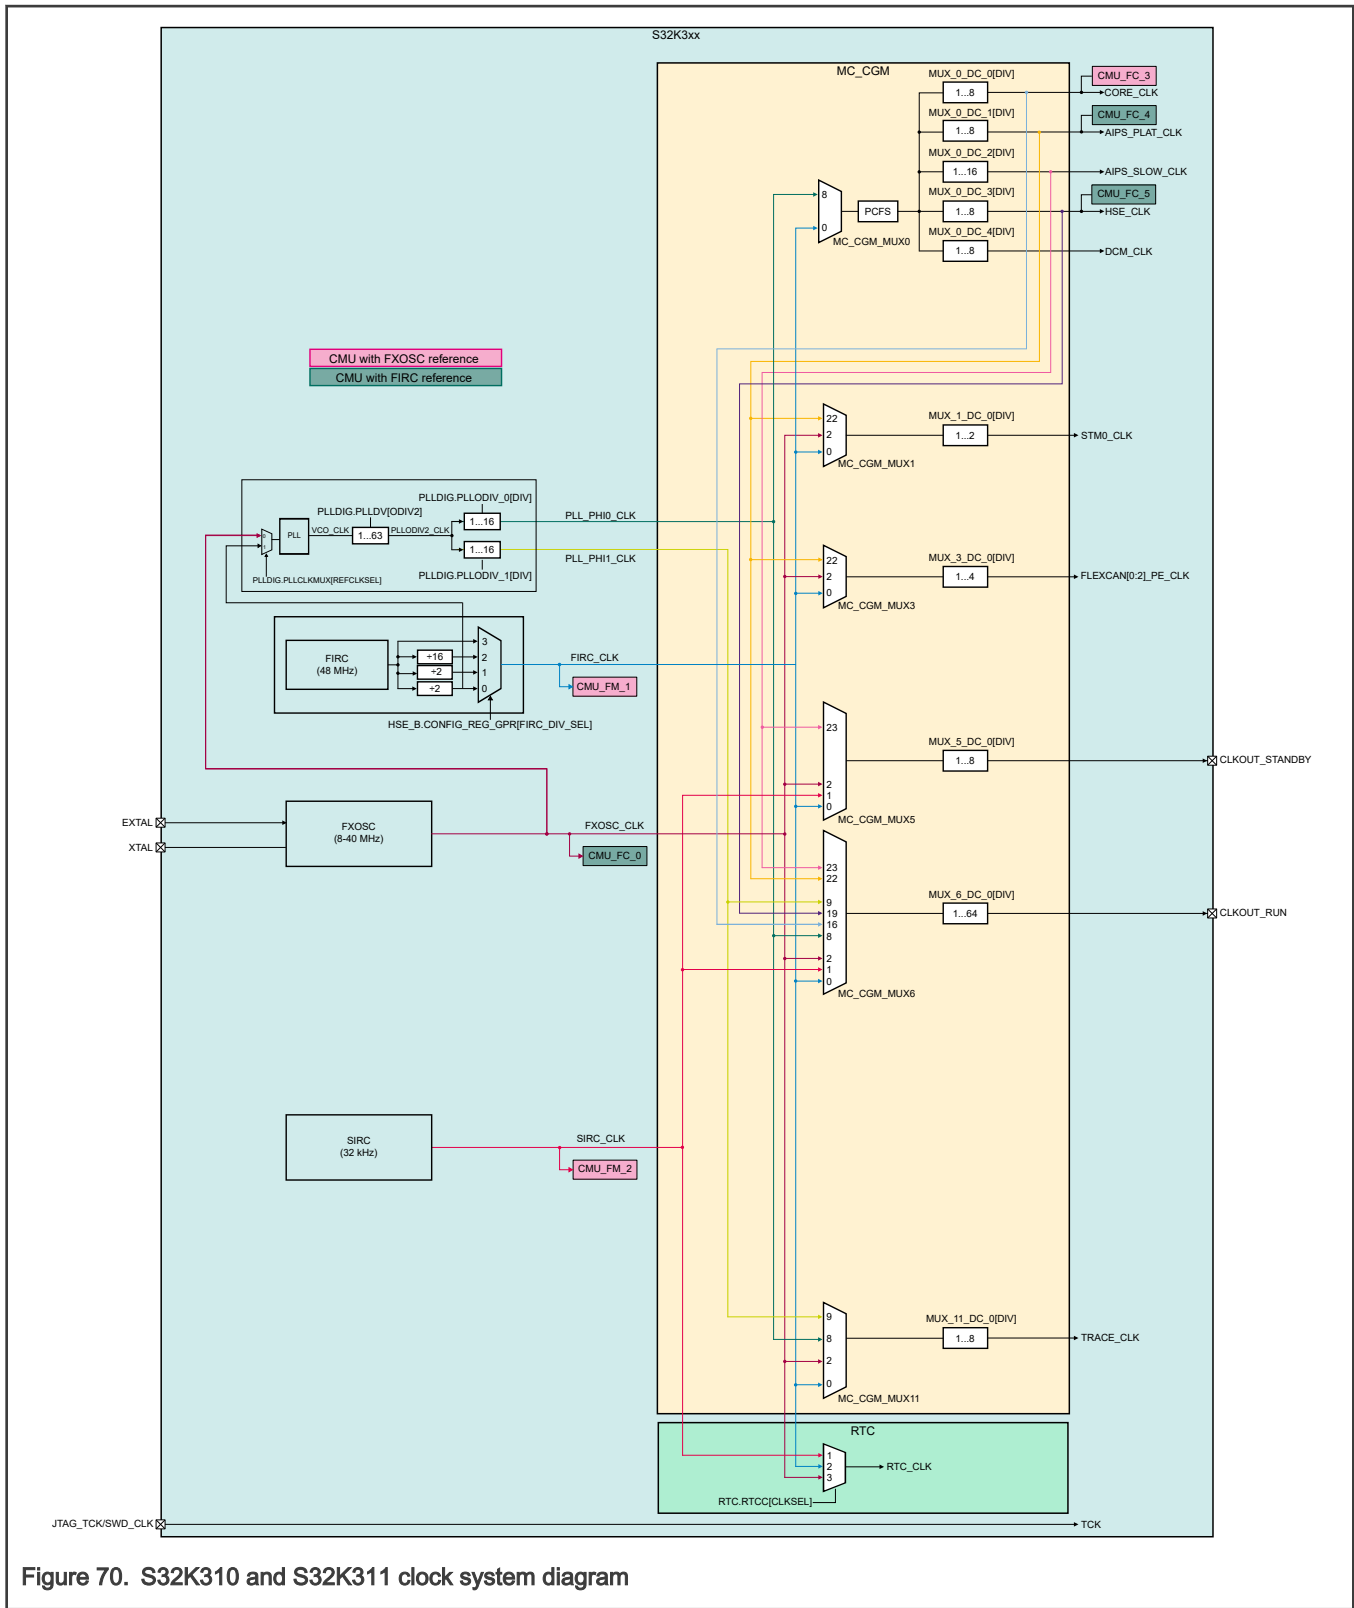 S32K3xx
MC_CGM
MUX_0_DC_0[DIV]
1...8
CMU_FC_3
CORE_CLK
MUX_0_DC_1[DIV]
1...8
CMU_FC_4
AIPS_PLAT_CLK
MUX_0_DC_2[DIV]
1...16
AIPS_SLOW_CLK
8
0
MC_CGM_MUX0
PCFS
MUX_0_DC_3[DIV]
1...8
CMU_FC_5
HSE_CLK
MUX_0_DC_4[DIV]
1...8
DCM_CLK
CMU with FXOSC reference
CMU with FIRC reference
22
2
0
MC_CGM_MUX1
MUX_1_DC_0[DIV]
1...2
STM0_CLK
PLLDIG.PLLODIV_0[DIV]
PLLDIG.PLLDV[ODIV2]
0
1
PLL
VCO_CLK
1...63
PLLODIV2_CLK
1...16
1...16
PLL_PHI0_CLK
PLL_PHI1_CLK
PLLDIG.PLLCLKMUX[REFCLKSEL]
PLLDIG.PLLODIV_1[DIV]
22
2
0
MC_CGM_MUX3
MUX_3_DC_0[DIV]
1...4
FLEXCAN[0:2]_PE_CLK
FIRC
(48 MHz)
÷16
÷2
÷2
3
2
1
0
FIRC_CLK
CMU_FM_1
HSE_B.CONFIG_REG_GPR[FIRC_DIV_SEL]
23
2
1
0
MC_CGM_MUX5
MUX_5_DC_0[DIV]
1...8
CLKOUT_STANDBY
EXTAL
XTAL
FXOSC
(8-40 MHz)
FXOSC_CLK
CMU_FC_0
23
22
9
19
16
8
2
1
0
MC_CGM_MUX6
MUX_6_DC_0[DIV]
1...64
CLKOUT_RUN
SIRC
(32 kHz)
SIRC_CLK
CMU_FM_2
9
8
2
0
MC_CGM_MUX11
MUX_11_DC_0[DIV]
1...8
TRACE_CLK
RTC
1
2
3
RTC_CLK
RTC.RTCC[CLKSEL]
JTAG_TCK/SWD_CLK
TCK
Figure 70. S32K310 and S32K311 clock system diagram